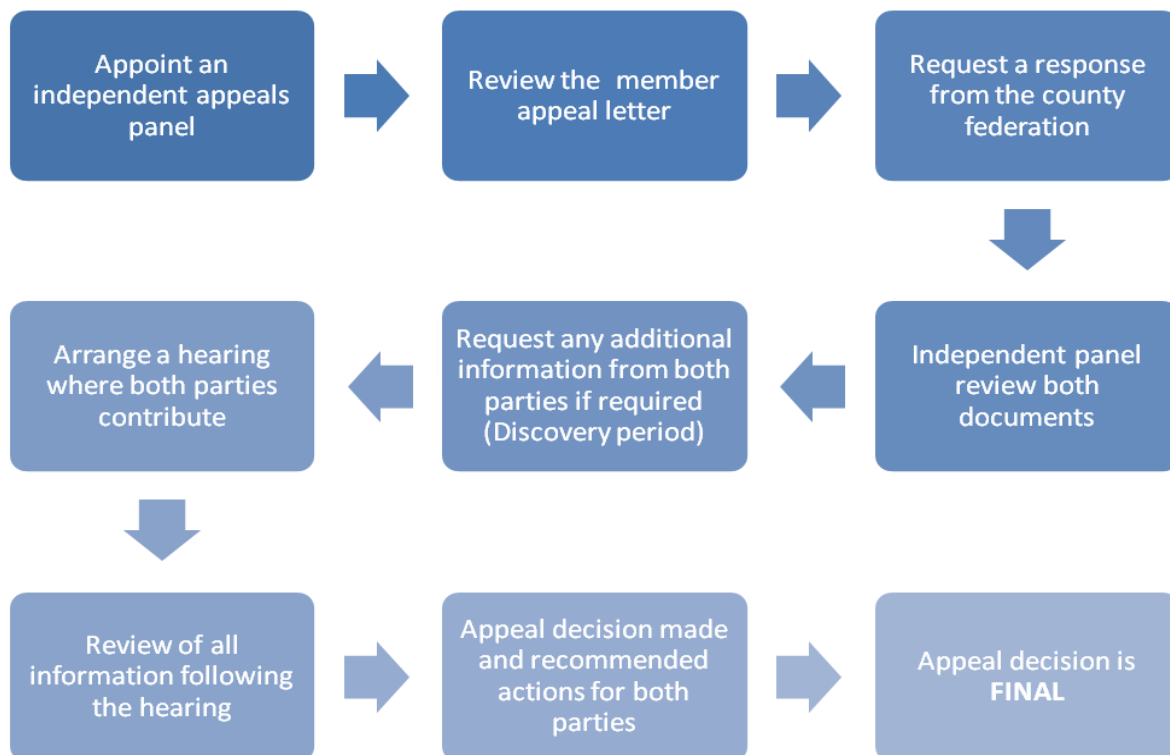 Appoint an
independent appeals
panel
Review the member
appeal letter
Request a response
from the county
federation
Independent panel
review both
documents
Request any additional
information from both
parties if required
(Discovery period)
Arrange a hearing
where both parties
contribute
Review of all
information following
the hearing
Appeal decision made
and recommended
actions for both
parties
Appeal decision is
FINAL